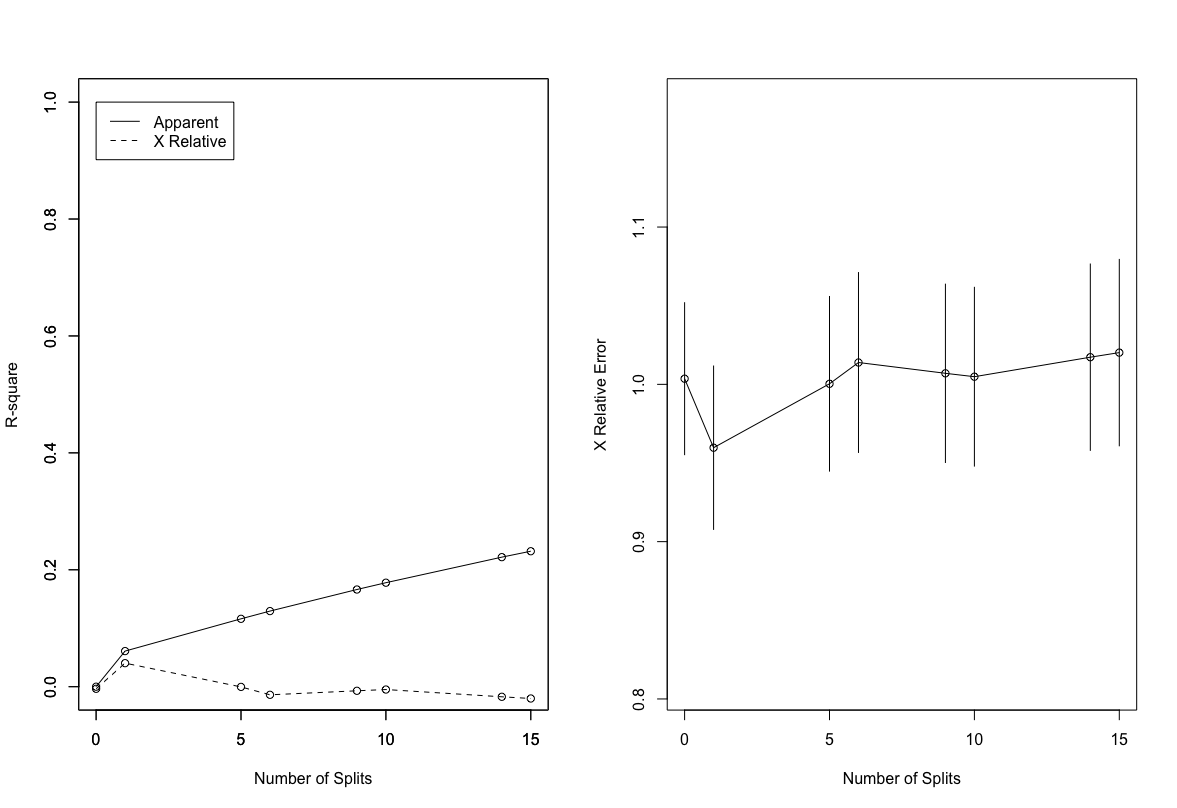 1.0
0.8
0.6
0.4
0.2
0.0
R-square
Apparent
X Relative
0 5 10 15
Number of Splits
1.1
1.0
0.9
0.8
X Relative Error
0 5 10 15
Number of Splits